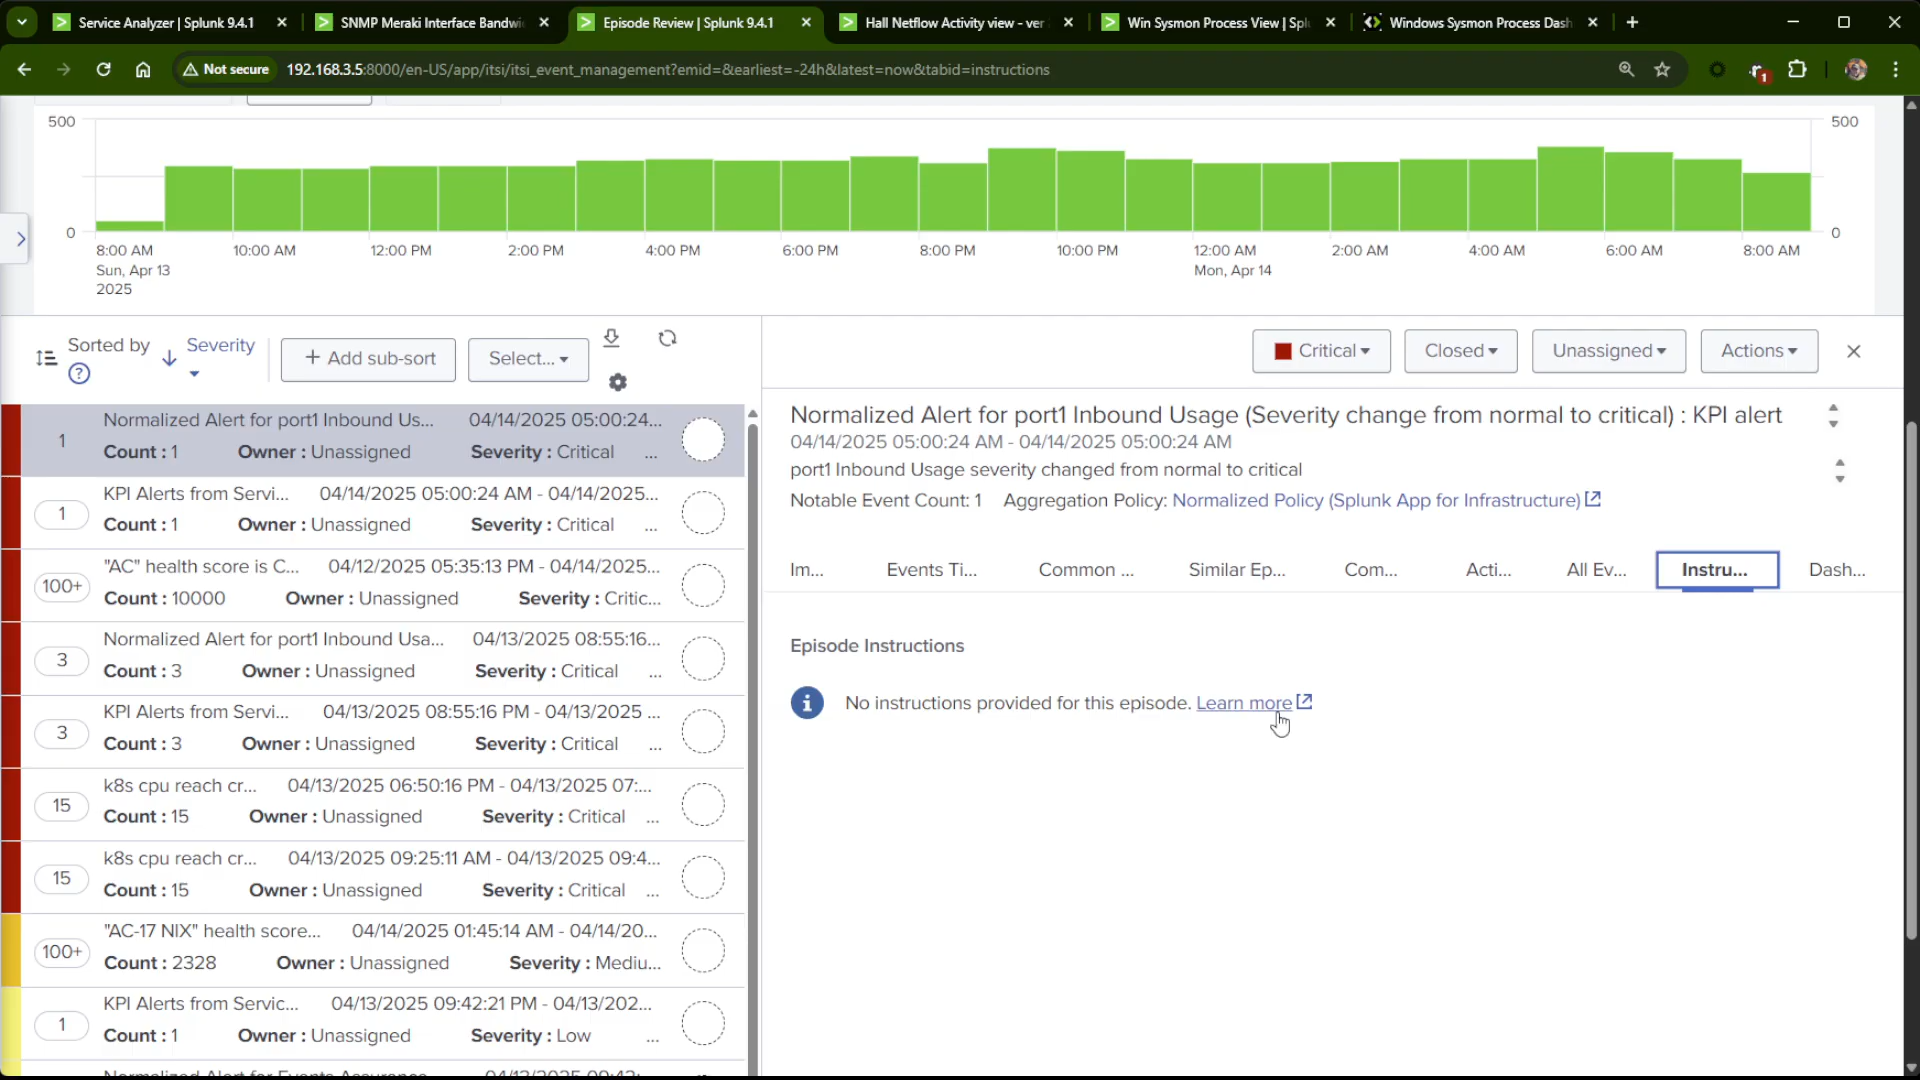 Service Analyzer | Splunk 9.4.1
SNMP Meraki Interface Bandwi
Episode Review | Splunk 9.4.1
Hall Netflow Activity view - ver
Win Sysmon Process View | Spl
Windows Sysmon Process Dash
Not secure
192.168.3.5:8000/en-US/app/itsi/itsi_event_management?emid=&earliest=-24h&latest=now&tabid=instructions
1
500
500
0
0
8:00 AM
Sun, Apr 13
2025
10:00 AM
12:00 PM
2:00 PM
4:00 PM
6:00 PM
8:00 PM
10:00 PM
12:00 AM
Mon, Apr 14
2:00 AM
4:00 AM
6:00 AM
8:00 AM
Sorted by
Severity
?
+ Add sub-sort
Select...
1
Normalized Alert for port1 Inbound Us... 04/14/2025 05:00:24...
Count : 1 Owner : Unassigned Severity : Critical ...
1
KPI Alerts from Servi... 04/14/2025 05:00:24 AM - 04/14/2025...
Count : 1 Owner : Unassigned Severity : Critical ...
100+
"AC" health score is C... 04/12/2025 05:35:13 PM - 04/14/2025...
Count : 10000 Owner : Unassigned Severity : Critic...
3
Normalized Alert for port1 Inbound Usa... 04/13/2025 08:55:16...
Count : 3 Owner : Unassigned Severity : Critical ...
3
KPI Alerts from Servi... 04/13/2025 08:55:16 PM - 04/13/2025 ...
Count : 3 Owner : Unassigned Severity : Critical ...
15
k8s cpu reach cr... 04/13/2025 06:50:16 PM - 04/13/2025 07:...
Count : 15 Owner : Unassigned Severity : Critical ...
15
k8s cpu reach cr... 04/13/2025 09:25:11 AM - 04/13/2025 09:4...
Count : 15 Owner : Unassigned Severity : Critical ...
100+
"AC-17 NIX" health score... 04/14/2025 01:45:14 AM - 04/14/20...
Count : 2328 Owner : Unassigned Severity : Mediu...
1
KPI Alerts from Servic... 04/13/2025 09:42:21 PM - 04/13/202...
Count : 1 Owner : Unassigned Severity : Low ...
Normalized Alert for Events Assurance 04/13/2025 09:42:
Critical
Closed
Unassigned
Actions
Normalized Alert for port1 Inbound Usage (Severity change from normal to critical) : KPI alert
04/14/2025 05:00:24 AM - 04/14/2025 05:00:24 AM
port1 Inbound Usage severity changed from normal to critical
Notable Event Count: 1 Aggregation Policy: Normalized Policy (Splunk App for Infrastructure)
Im...
Events Ti...
Common ...
Similar Ep...
Com...
Acti...
All Ev...
Instru...
Dash...
Episode Instructions
No instructions provided for this episode. Learn more